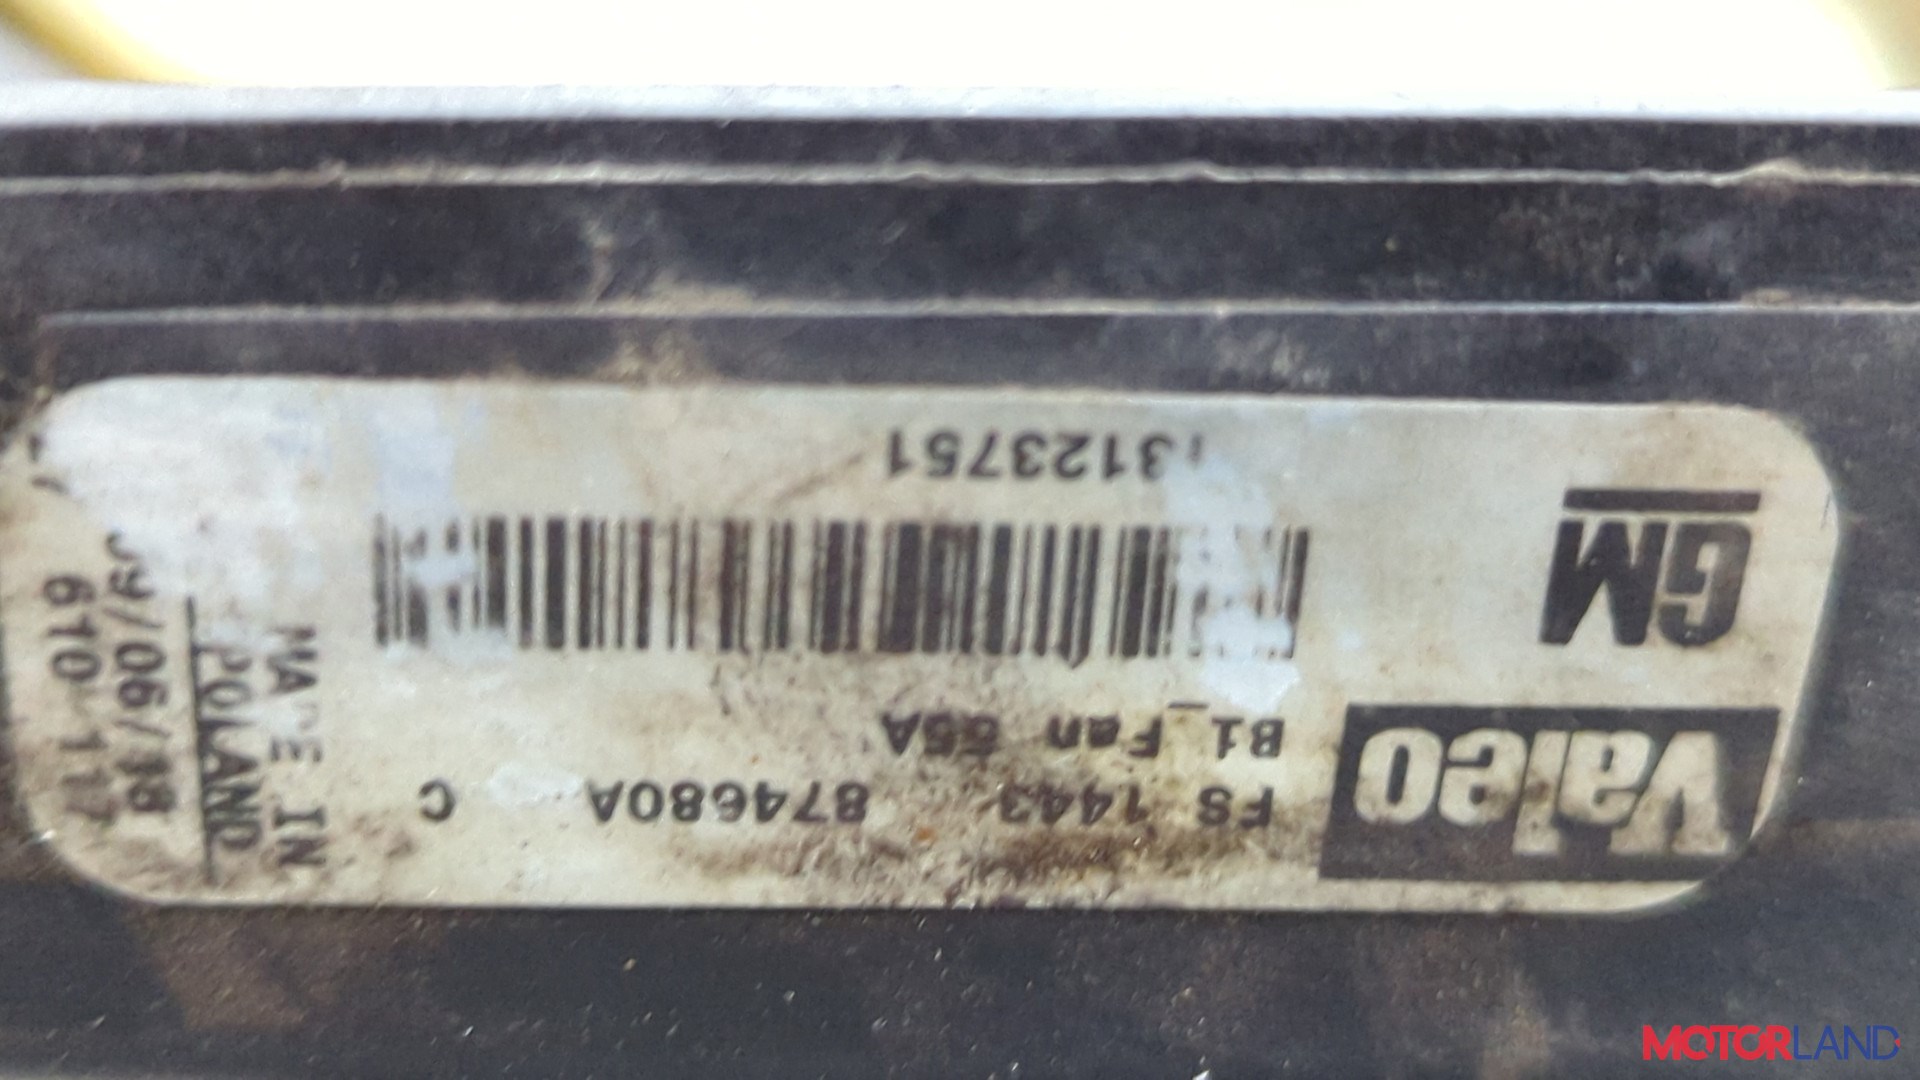 Valeo
GM
FS 1443 874680A C
B1_Fan 55A
13123751
MADE IN
POLAND
09/06/18
610 117
MOTORLAND